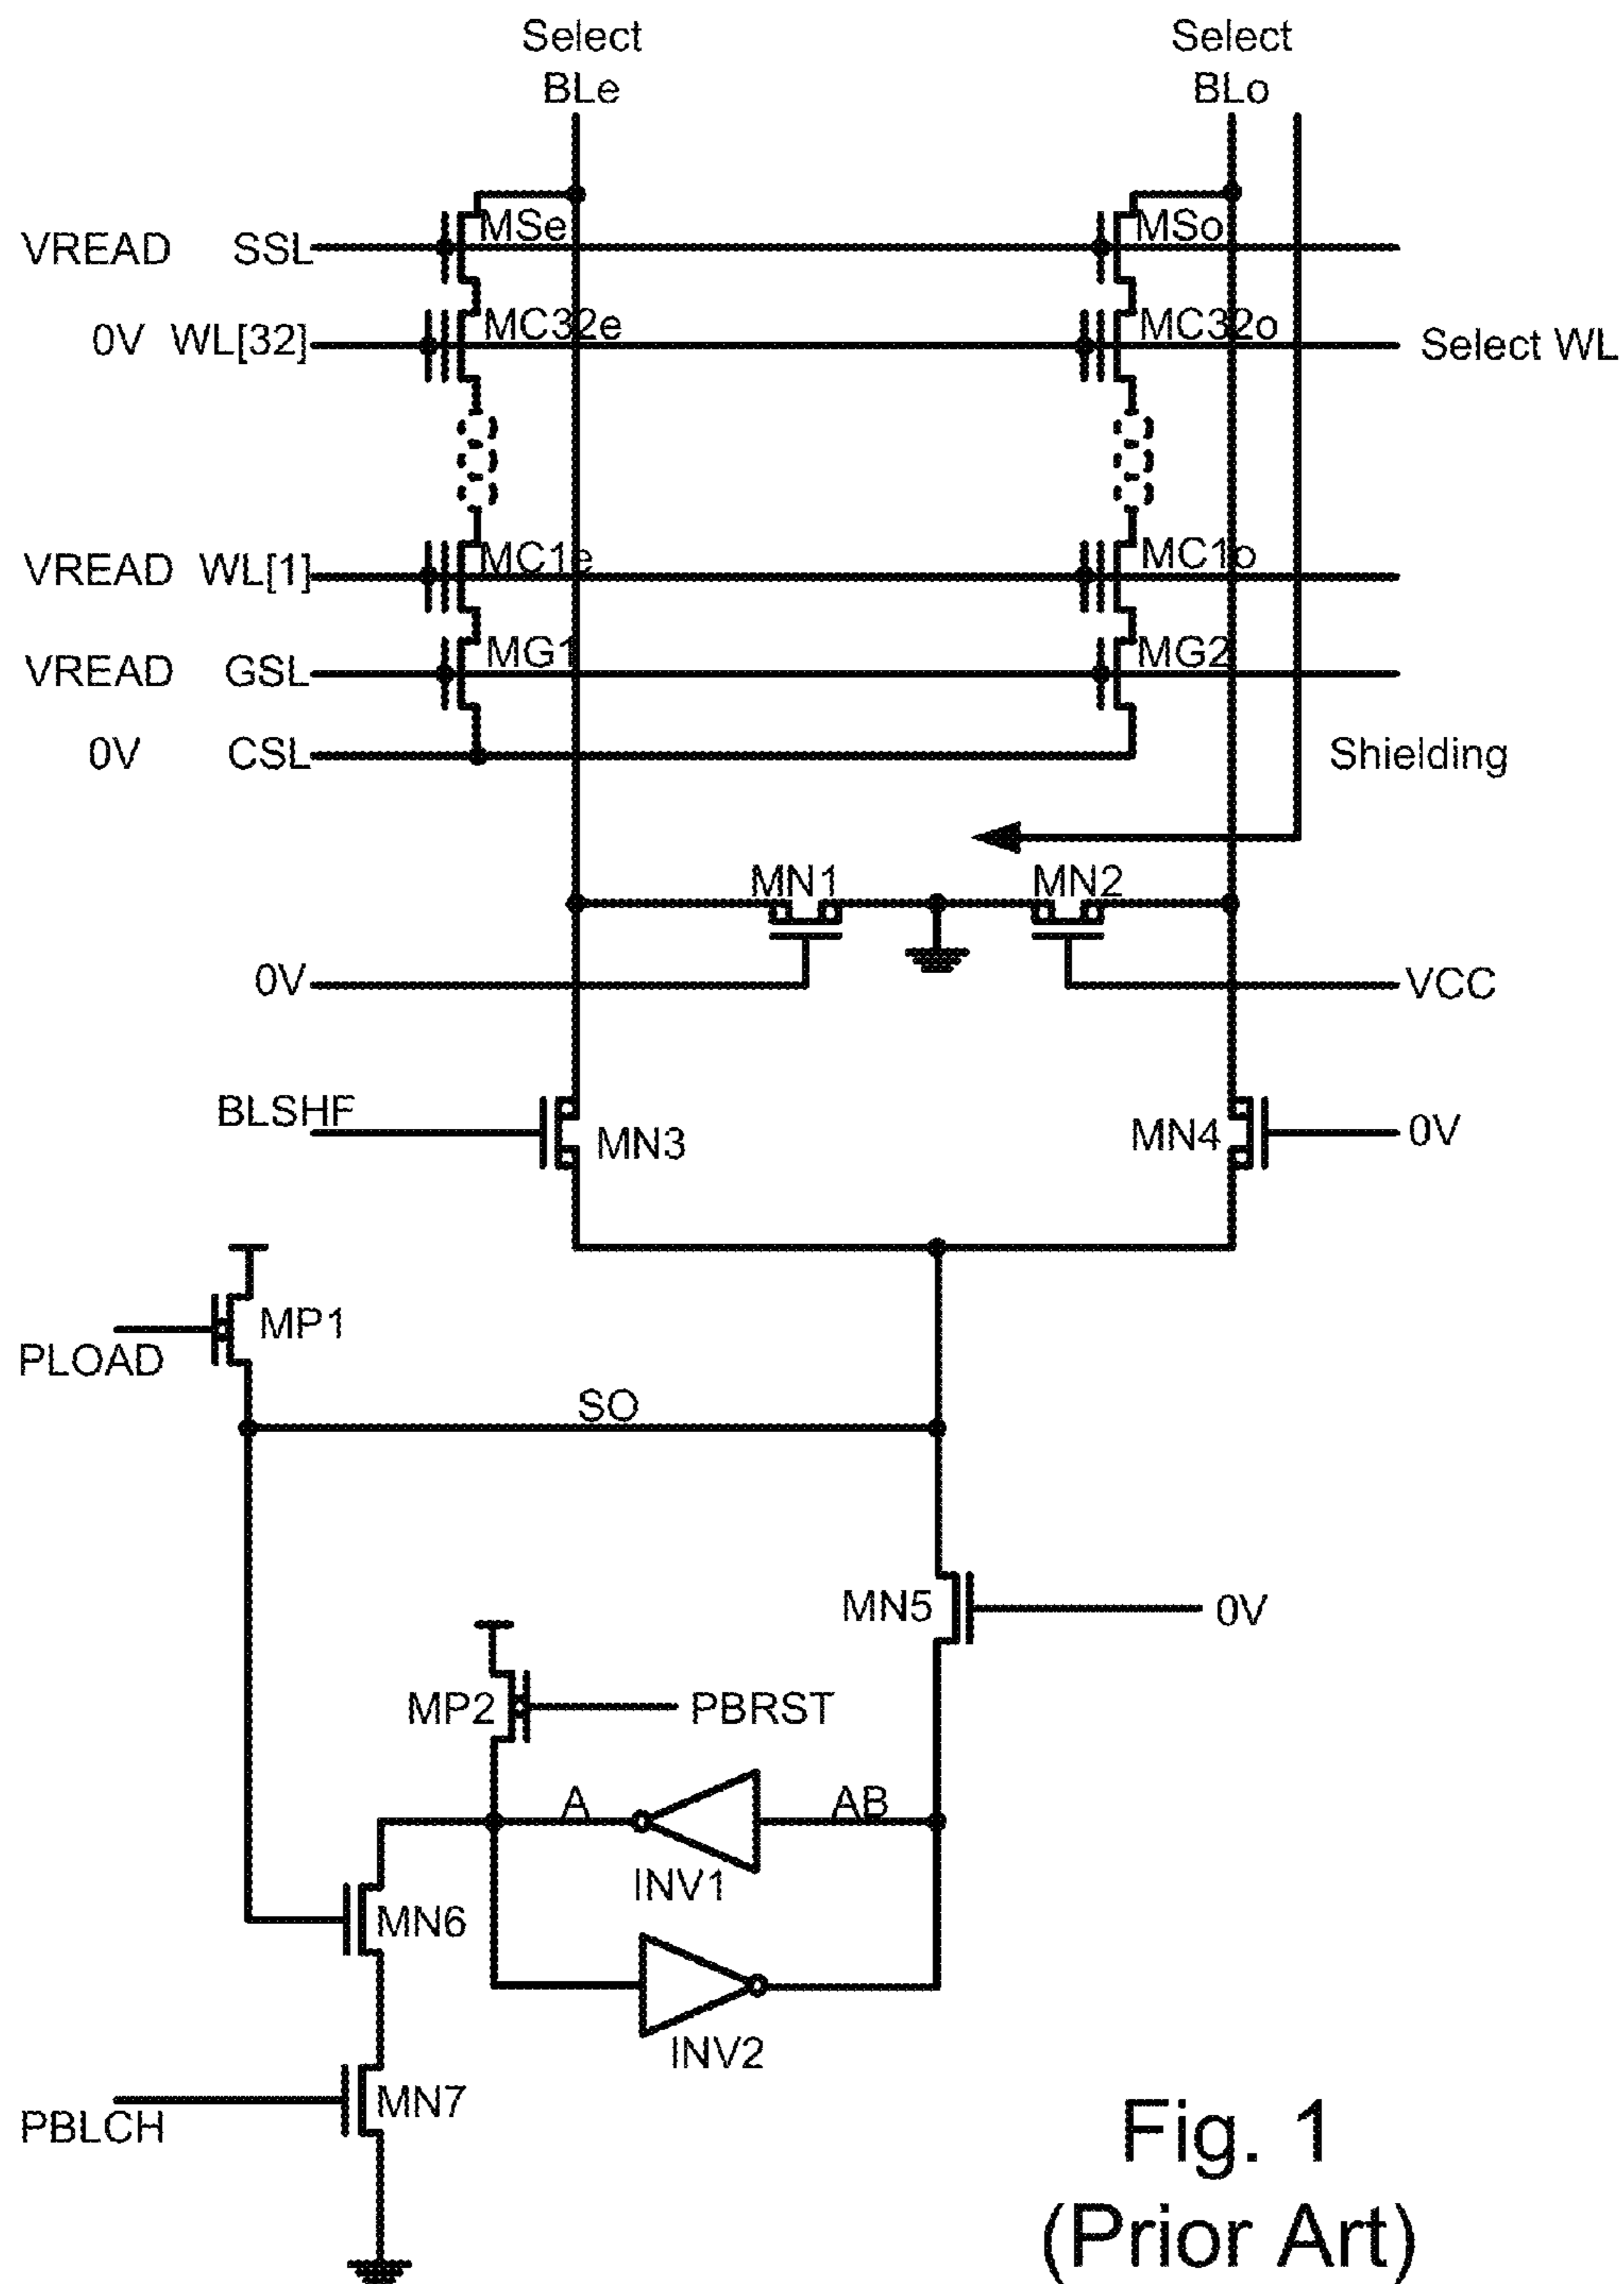 Select
BLe
Select
BLo
VREAD SSL MSe MSo
0V WL[32] MC32e MC32o Select WL
VREAD WL[1] MC1e MC1o
VREAD GSL MG1 MG2
0V CSL Shielding
MN1 MN2
0V VCC
BLSHF MN3 MN4 0V
MP1
PLOAD
SO
MN5 0V
MP2 PBRST
A AB
INV1
MN6
INV2
MN7
PBLCH
Fig. 1
(Prior Art)